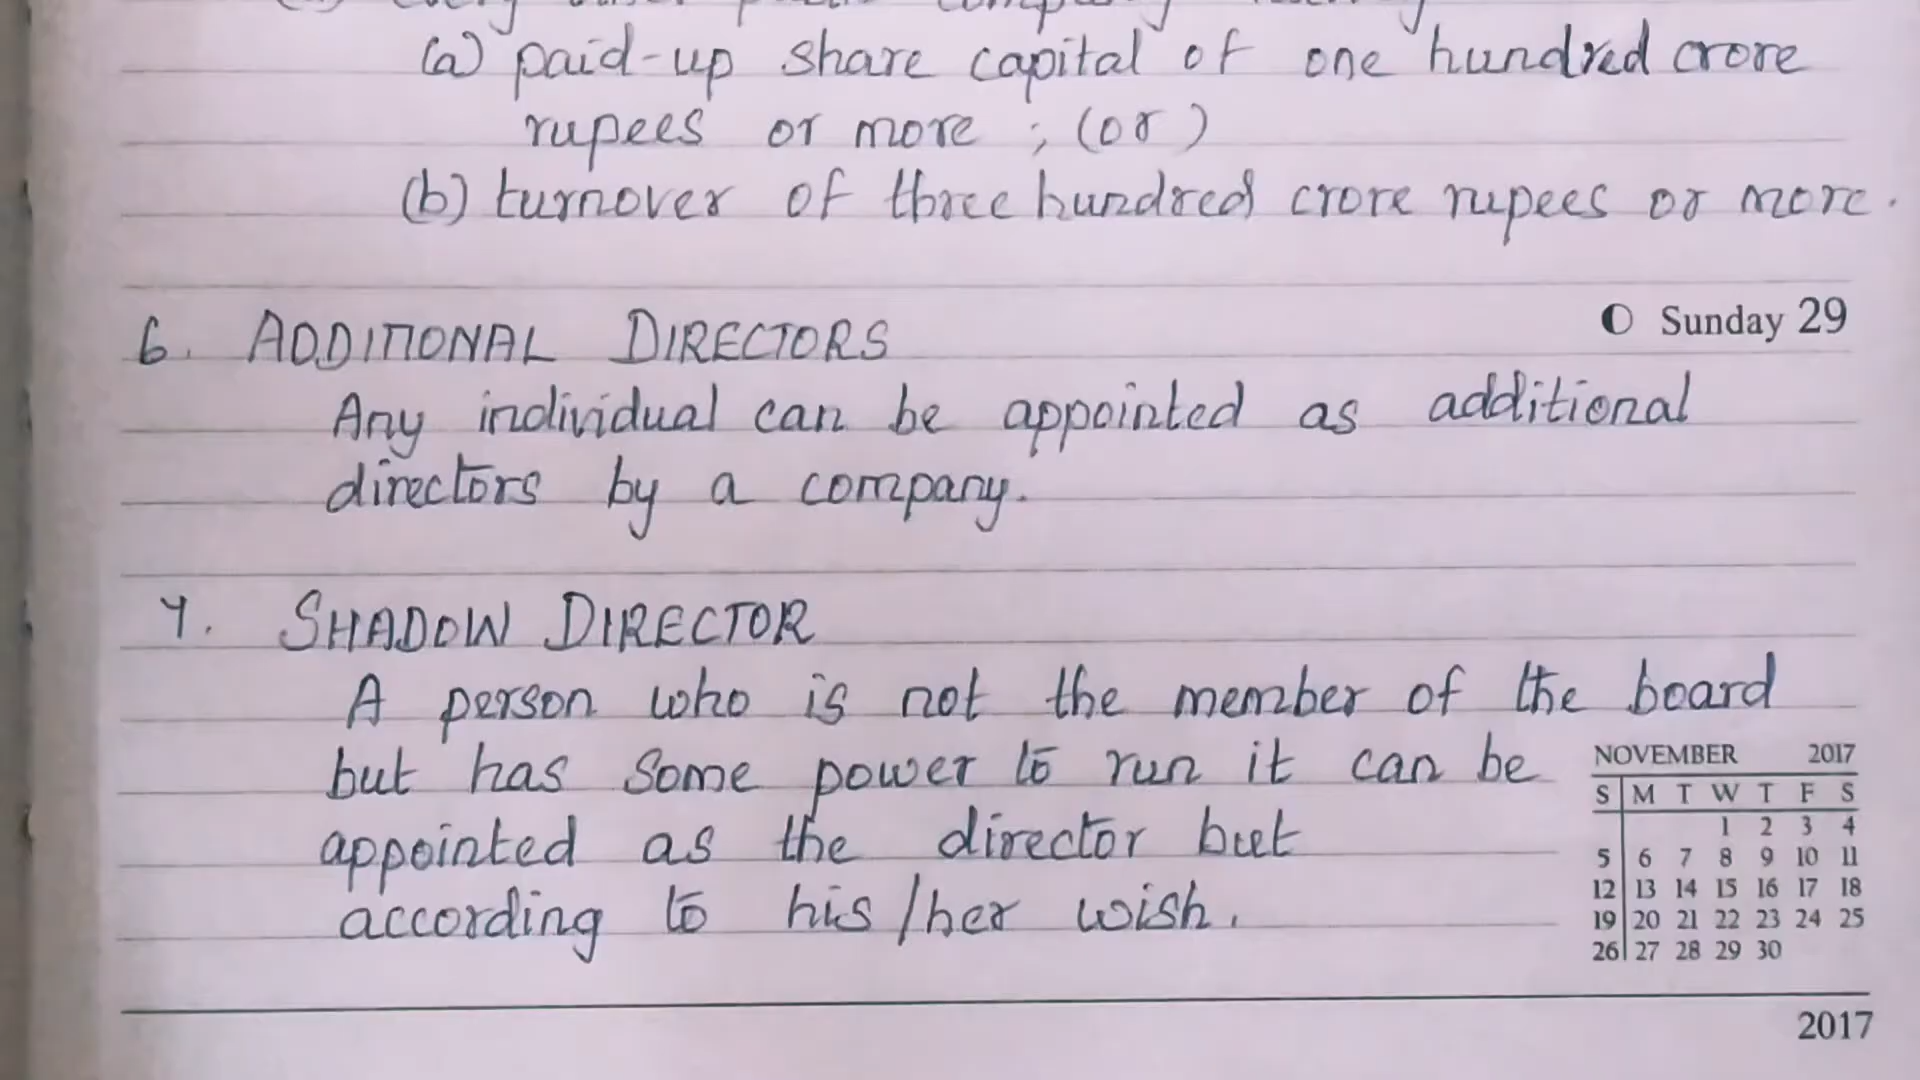 (a) paid-up share capital of one hundred crore
rupees or more ; (or)
(b) turnover of three hundred crore rupees or more.
Sunday 29
6. ADDITIONAL DIRECTORS
Any individual can be appointed as additional
directors by a company.
7. SHADOW DIRECTOR
A person who is not the member of the board
but has some power to run it can be
appointed as the director but
according to his/her wish.
NOVEMBER 2017
S M T W T F S
1 2 3 4
5 6 7 8 9 10 11
12 13 14 15 16 17 18
19 20 21 22 23 24 25
26 27 28 29 30
2017